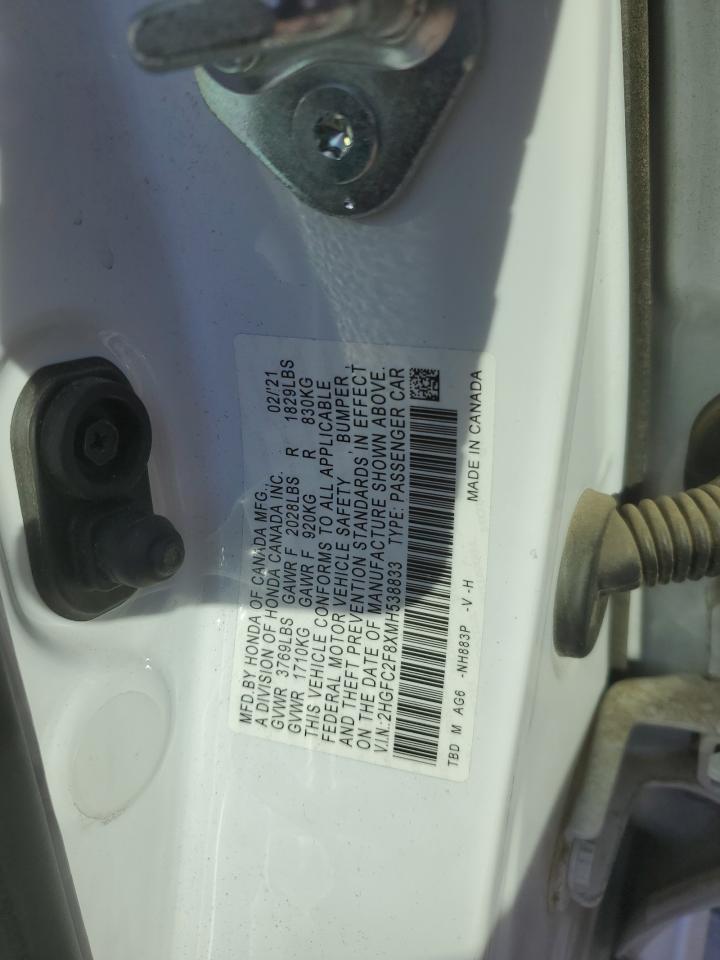 MFD.BY HONDA OF CANADA MFG. 02/'21
A DIVISION OF HONDA CANADA INC.
GVWR 3769LBS GAWR F 2028LBS R 1829LBS
GVWR 1710KG GAWR F 920KG R 830KG
THIS VEHICLE CONFORMS TO ALL APPLICABLE
FEDERAL MOTOR VEHICLE SAFETY , BUMPER ,
AND THEFT PREVENTION STANDARDS IN EFFECT
ON THE DATE OF MANUFACTURE SHOWN ABOVE.
V.I.N.:2HGFC2F8XMH538833 TYPE: PASSENGER CAR
TBD M AG6 -NH883P -V -H MADE IN CANADA